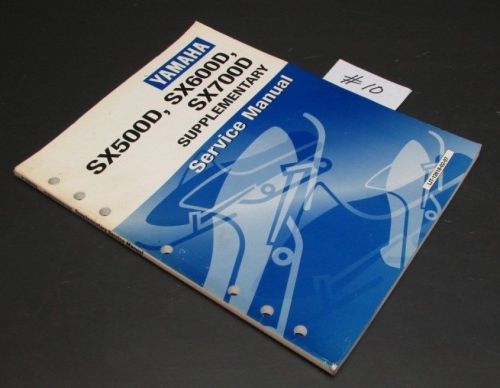 YAMAHA
SX500D, SX600D,
SX700D
SUPPLEMENTARY
Service Manual
#10